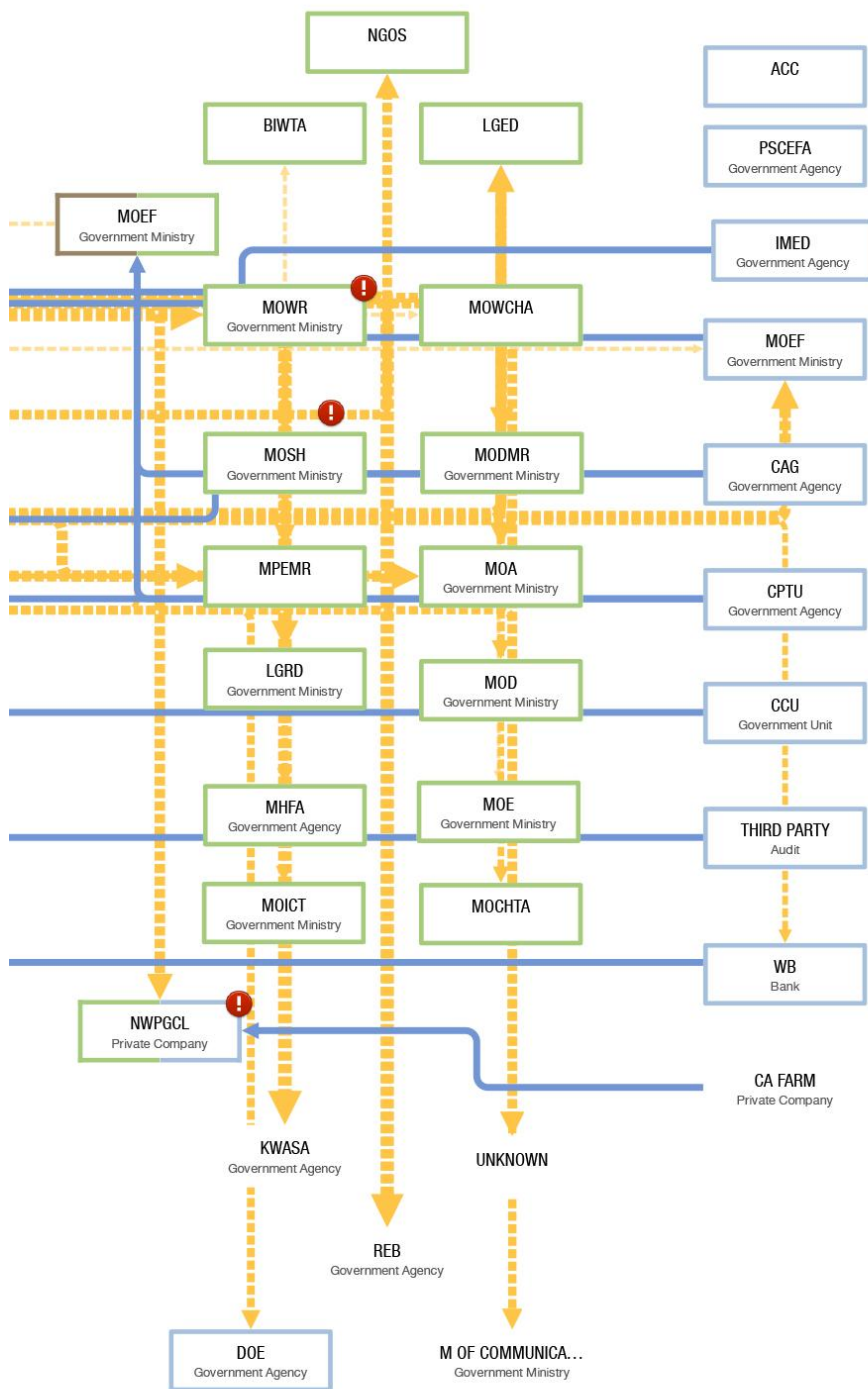 NGOS
ACC
BIWTA
LGED
PSCEFA
Government Agency
MOEF
Government Ministry
IMED
Government Agency
!
MOWR
Government Ministry
MOWCHA
MOEF
Government Ministry
!
MOSH
Government Ministry
MODMR
Government Ministry
CAG
Government Agency
MPEMR
MOA
Government Ministry
CPTU
Government Agency
LGRD
Government Ministry
MOD
Government Ministry
CCU
Government Unit
MHFA
Government Agency
MOE
Government Ministry
THIRD PARTY
Audit
MOICT
Government Ministry
MOCHTA
WB
Bank
!
NWPGCL
Private Company
CA FARM
Private Company
KWASA
Government Agency
UNKNOWN
REB
Government Agency
DOE
Government Agency
M OF COMMUNICA...
Government Ministry